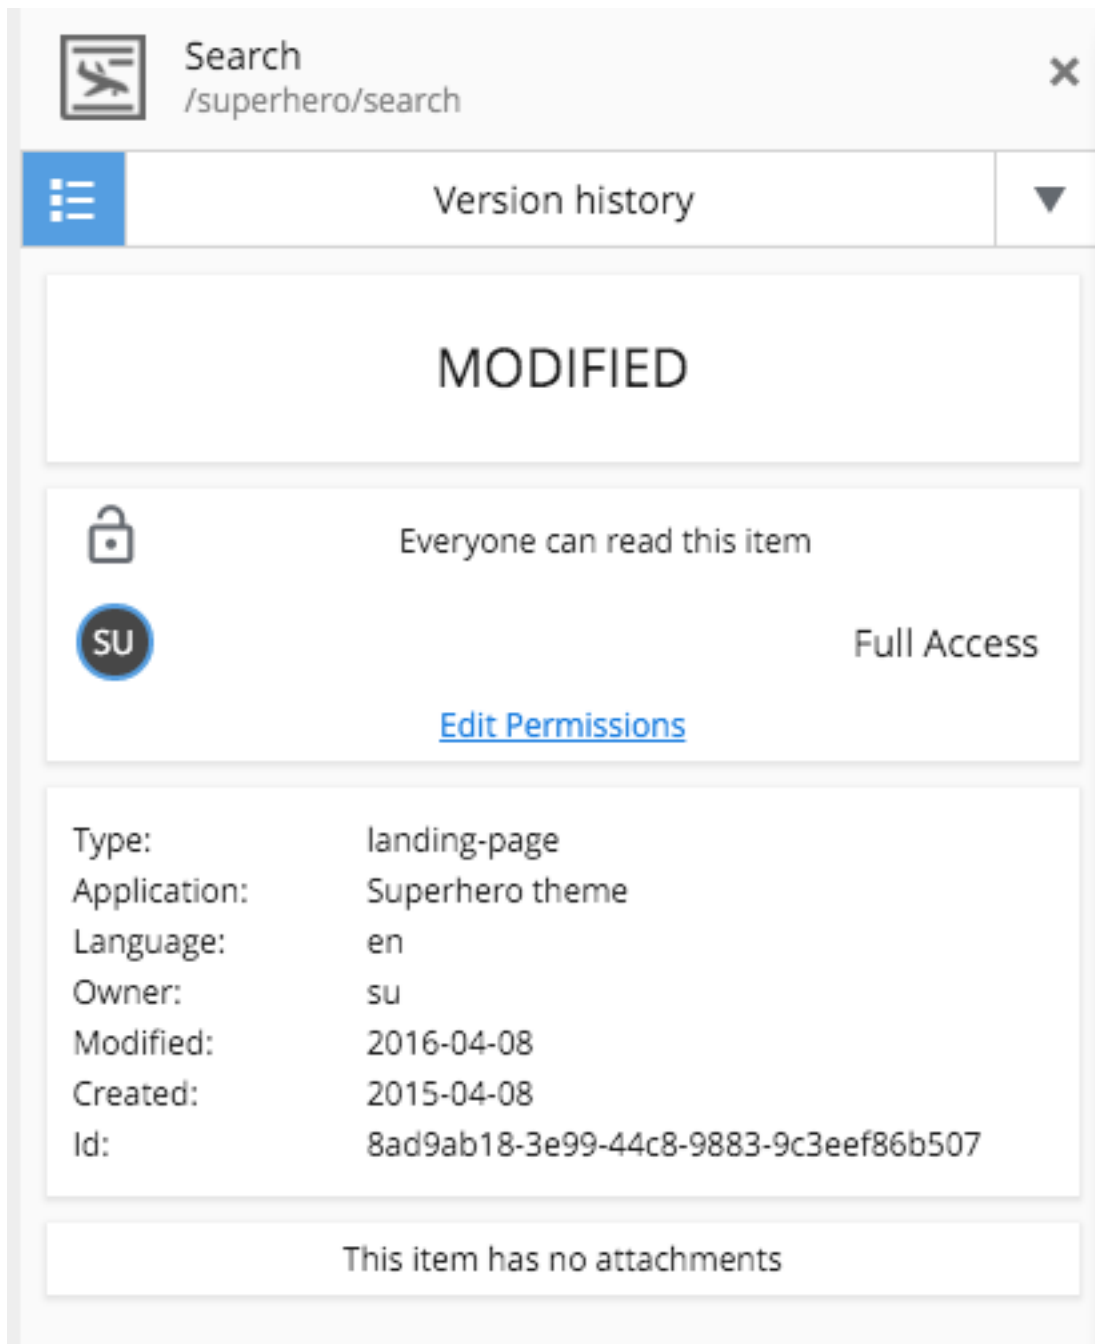 Search
/superhero/search
Version history
MODIFIED
Everyone can read this item
SU Full Access
Edit Permissions
Type: landing-page
Application: Superhero theme
Language: en
Owner: su
Modified: 2016-04-08
Created: 2015-04-08
Id: 8ad9ab18-3e99-44c8-9883-9c3eef86b507
This item has no attachments